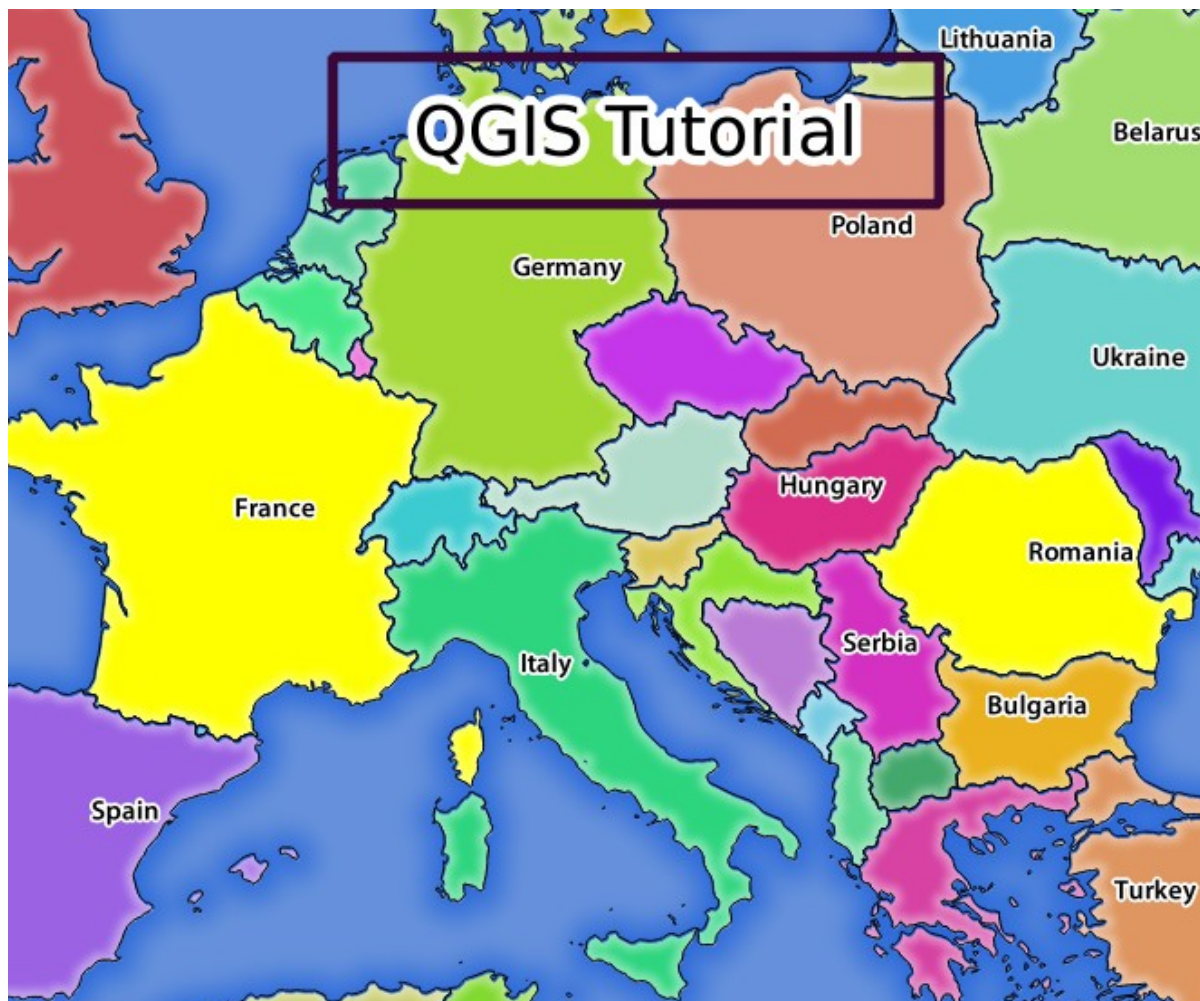 Lithuania
QGIS Tutorial
Belarus
Poland
Germany
Ukraine
Hungary
France
Romania
Serbia
Italy
Bulgaria
Spain
Turkey